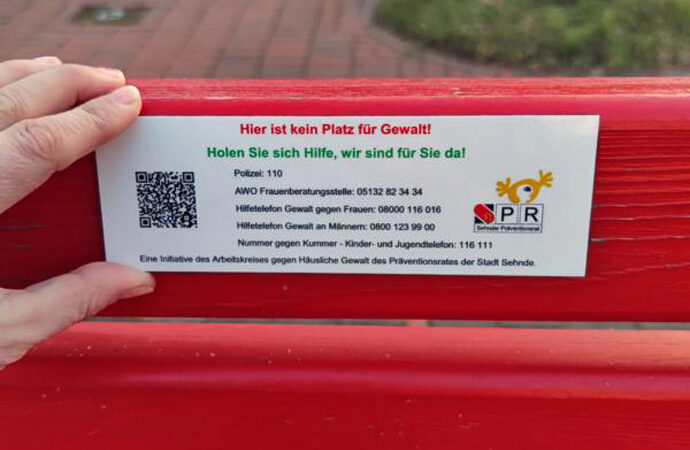 Hier ist kein Platz für Gewalt!
Holen Sie sich Hilfe, wir sind für Sie da!
Polizei: 110
AWO Frauenberatungsstelle: 05132 82 34 34
Hilfetelefon Gewalt gegen Frauen: 08000 116 016
Hilfetelefon Gewalt an Männern: 0800 123 99 00
Nummer gegen Kummer - Kinder- und Jugendtelefon: 116 111
SPR
Sehnder Präventionsrat
Eine Initiative des Arbeitskreises gegen Häusliche Gewalt des Präventionsrates der Stadt Sehnde.